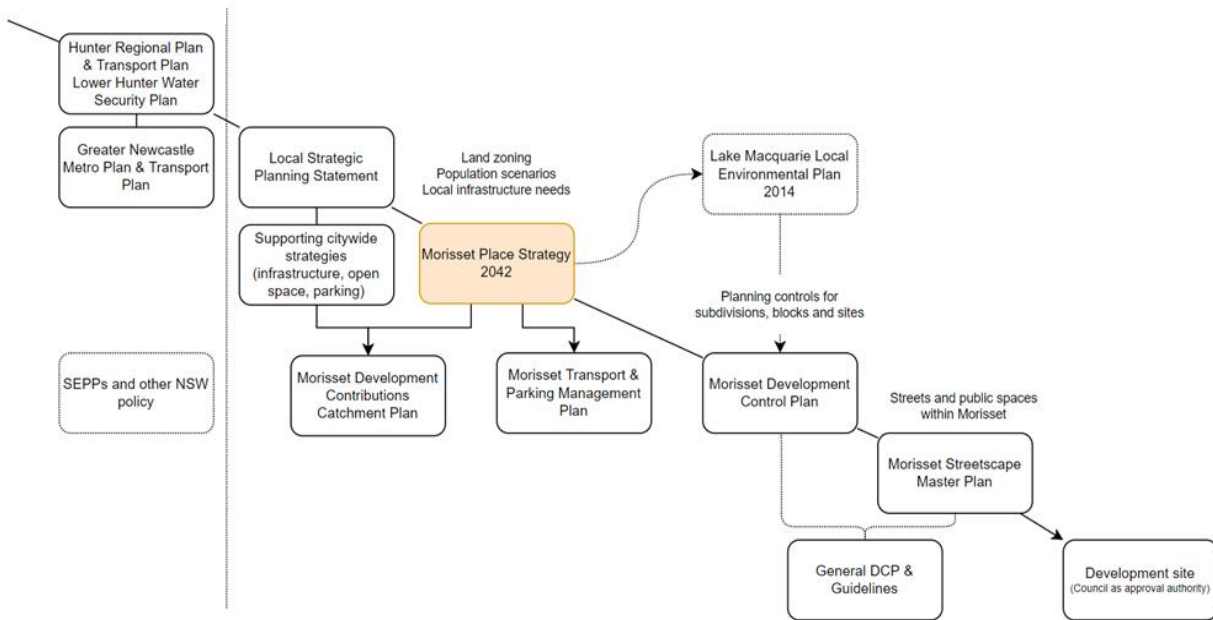 Hunter Regional Plan
& Transport Plan
Lower Hunter Water
Security Plan
Greater Newcastle
Metro Plan & Transport
Plan
SEPPs and other NSW
policy
Local Strategic
Planning Statement
Supporting citywide
strategies
(infrastructure, open
space, parking)
Land zoning
Population scenarios
Local infrastructure needs
Morisset Place Strategy
2042
Lake Macquarie Local
Environmental Plan
2014
Planning controls for
subdivisions, blocks and sites
Morisset Development
Contributions
Catchment Plan
Morisset Transport &
Parking Management
Plan
Morisset Development
Control Plan
Streets and public spaces
within Morisset
Morisset Streetscape
Master Plan
General DCP &
Guidelines
Development site
(Council as approval authority)